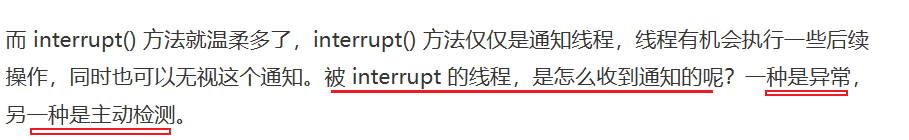 而 interrupt() 方法就温柔多了，interrupt() 方法仅仅是通知线程，线程有机会执行一些后续
操作，同时也可以无视这个通知。被 interrupt 的线程，是怎么收到通知的呢？一种是异常，
另一种是主动检测。